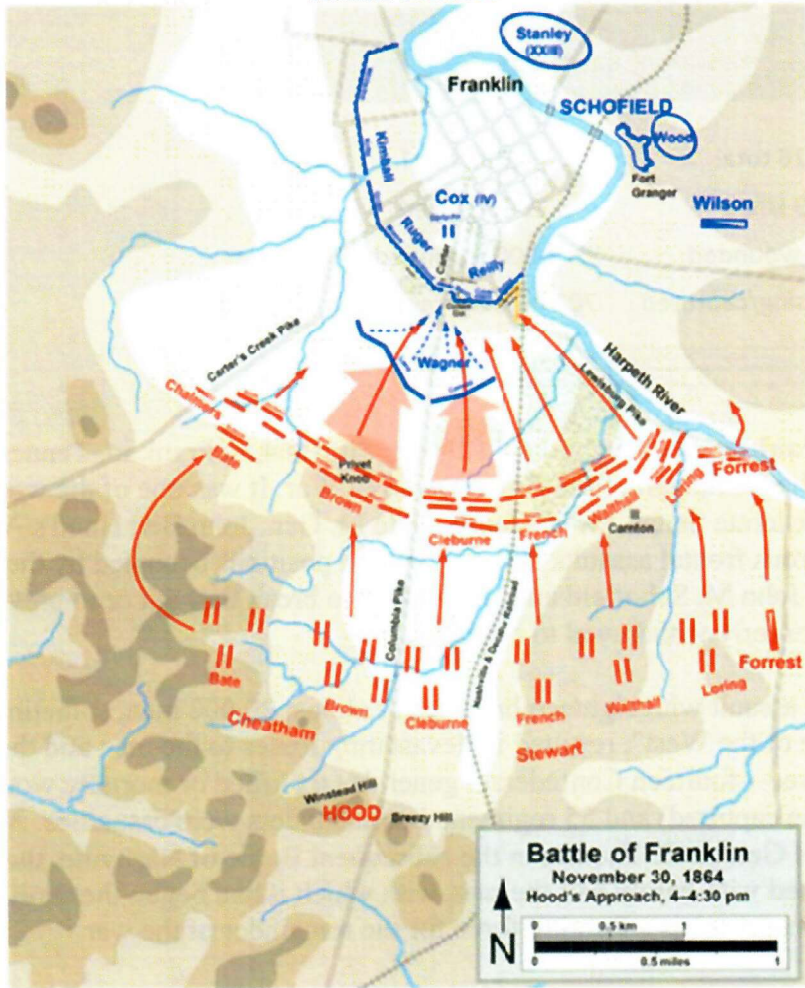 Stanley
(XXIII)
Franklin
SCHOFIELD
Wood
Fort
Granger
Kimball
Cox (IV)
Wilson
Ruger
Carter
Reilly
Wagner
Carter's Creek Pike
Lewisburg Pike
Harpeth River
Chalmers
Bate
Privet
Knob
Brown
Cleburne
French
Walthall
Loring
Forrest
Carnton
Columbia Pike
Nashville & Decatur Railroad
Bate
Brown
Cleburne
French
Walthall
Loring
Forrest
Cheatham
Stewart
Winstead Hill
HOOD
Breezy Hill
Battle of Franklin
November 30, 1864
Hood's Approach, 4–4:30 pm
N
0 0.5 km 1
0 0.5 miles 1